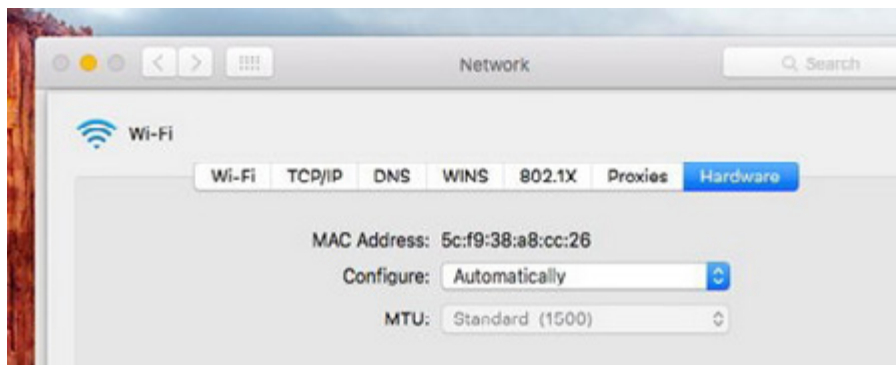 Network
Search
Wi-Fi
Wi-Fi TCP/IP DNS WINS 802.1X Proxies Hardware
MAC Address: 5c:f9:38:a8:cc:26
Configure: Automatically
MTU: Standard (1500)